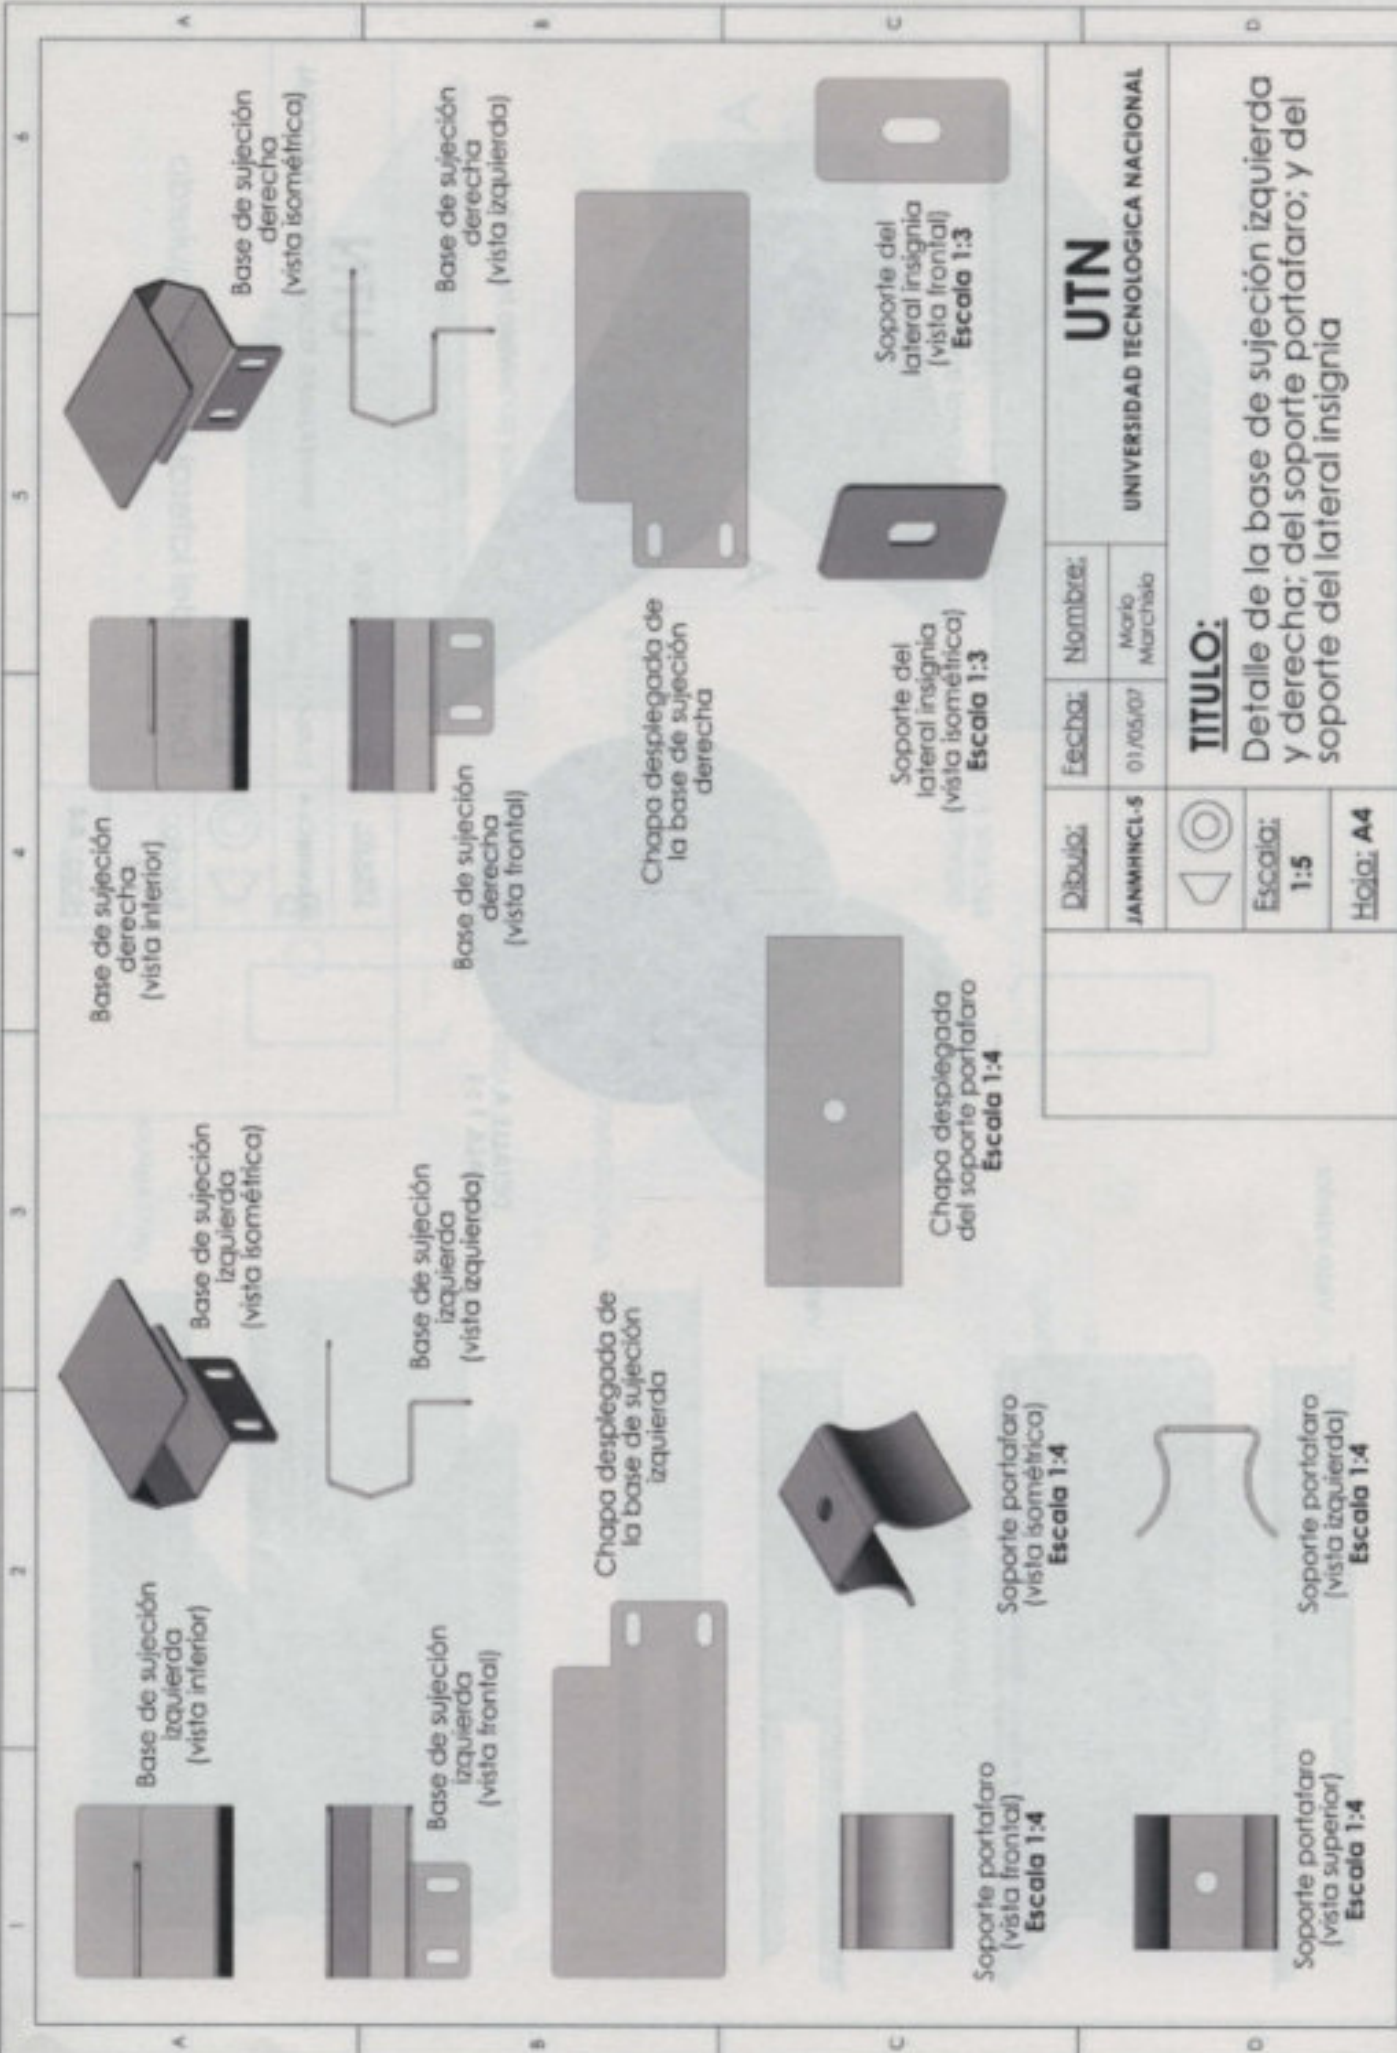 1
2
3
4
5
6
A
A
B
B
C
C
D
D
Base de sujeción
izquierda
(vista inferior)
Base de sujeción
izquierda
(vista isométrica)
Base de sujeción
derecha
(vista inferior)
Base de sujeción
derecha
(vista isométrica)
Base de sujeción
izquierda
(vista frontal)
Base de sujeción
izquierda
(vista izquierda)
Base de sujeción
derecha
(vista frontal)
Base de sujeción
derecha
(vista izquierda)
Chapa desplegada de
la base de sujeción
izquierda
Chapa desplegada de
la base de sujeción
derecha
Soporte portafaro
(vista frontal)
Escala 1:4
Soporte portafaro
(vista isométrica)
Escala 1:4
Chapa desplegada
del soporte portafaro
Escala 1:4
Soporte del
lateral insignia
(vista isométrica)
Escala 1:3
Soporte del
lateral insignia
(vista frontal)
Escala 1:3
Soporte portafaro
(vista superior)
Escala 1:4
Soporte portafaro
(vista izquierda)
Escala 1:4
Dibujo:
Fecha:
Nombre:
JANMHNCL-5
01/05/07
Mario
Marchisio
UTN
UNIVERSIDAD TECNOLOGICA NACIONAL
TITULO:
Detalle de la base de sujeción izquierda
y derecha; del soporte portafaro; y del
soporte del lateral insignia
Escala:
1:5
Hoja: A4